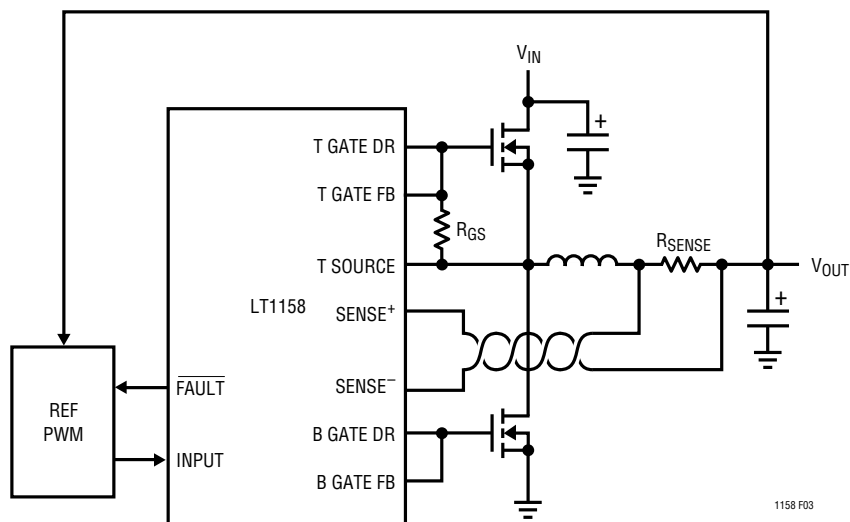 V_IN
T GATE DR
T GATE FB
R_GS
T SOURCE
R_SENSE
V_OUT
LT1158
SENSE⁺
SENSE⁻
REF
PWM
F̅A̅U̅L̅T̅
INPUT
B GATE DR
B GATE FB
+
+
1158 F03